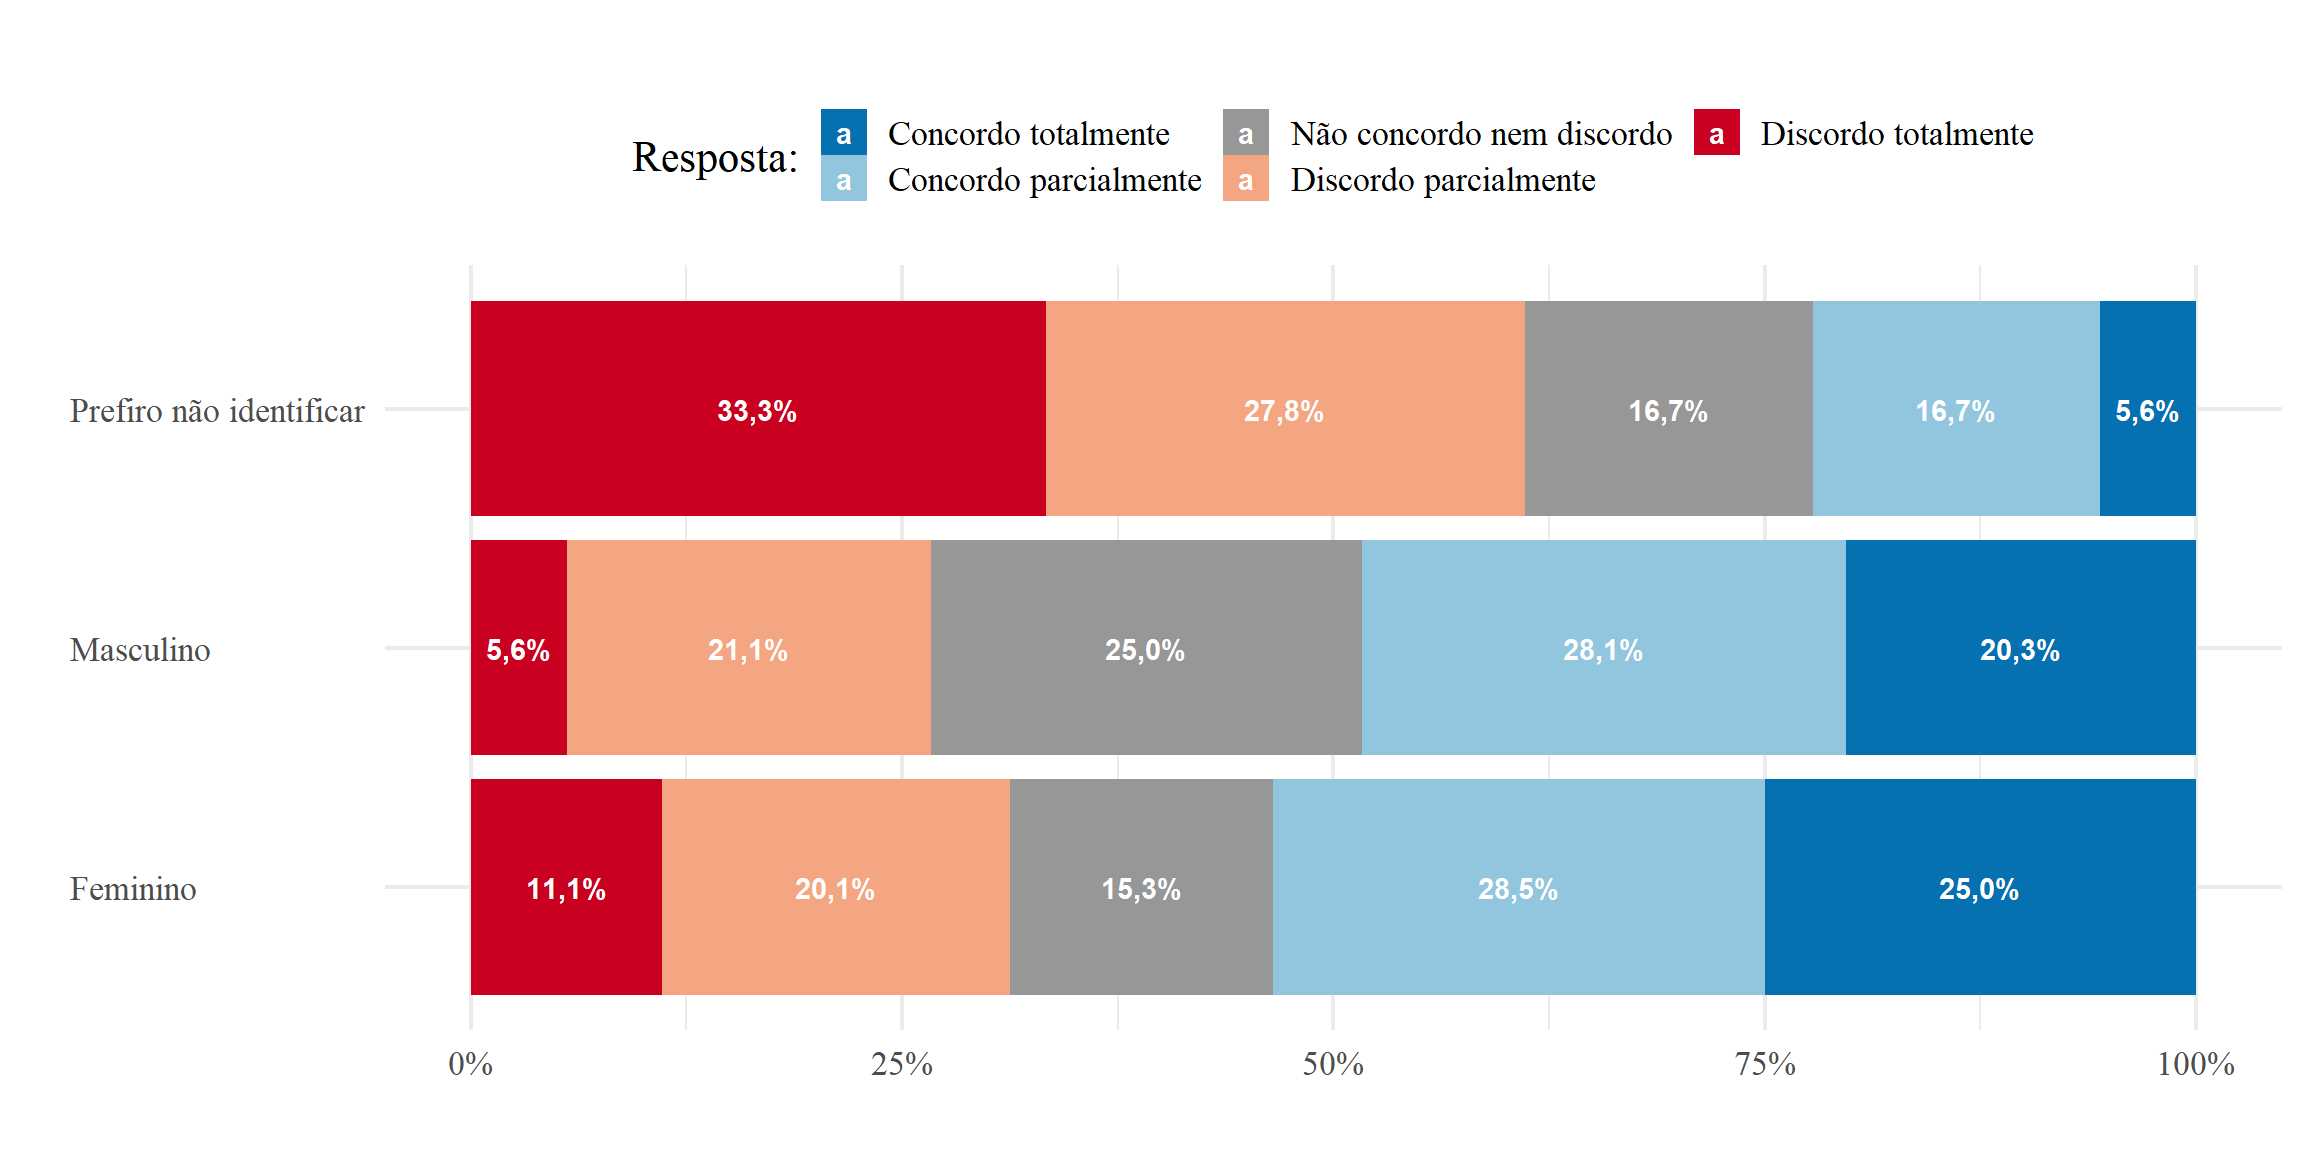 Resposta:
a Concordo totalmente
a Concordo parcialmente
a Não concordo nem discordo
a Discordo parcialmente
a Discordo totalmente
Prefiro não identificar
33,3% 27,8% 16,7% 16,7% 5,6%
Masculino
5,6% 21,1% 25,0% 28,1% 20,3%
Feminino
11,1% 20,1% 15,3% 28,5% 25,0%
0% 25% 50% 75% 100%